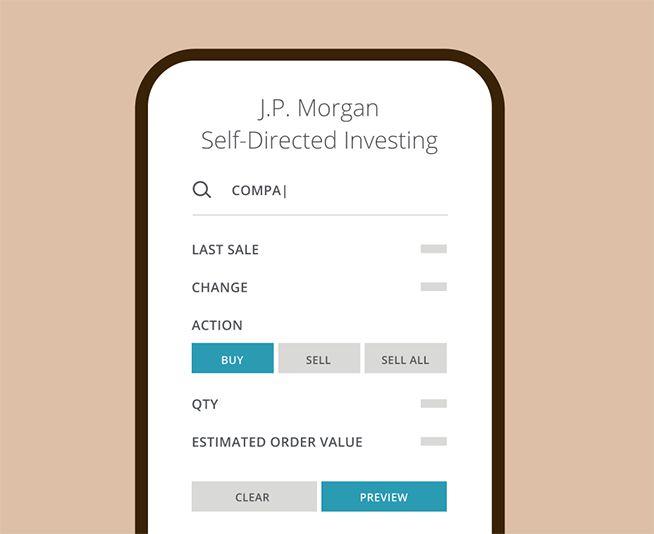 J.P. Morgan
Self-Directed Investing
COMPA|
LAST SALE
CHANGE
ACTION
BUY SELL SELL ALL
QTY
ESTIMATED ORDER VALUE
CLEAR PREVIEW